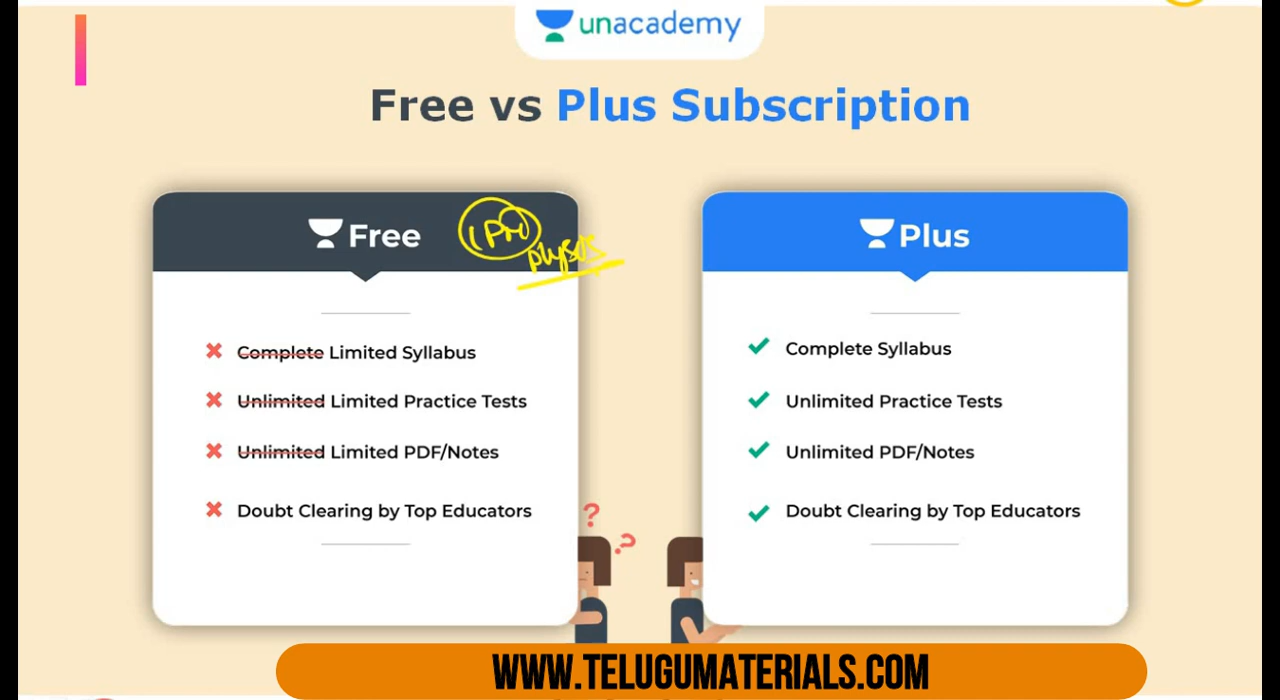 unacademy
Free vs Plus Subscription
Free
Complete Limited Syllabus
Unlimited Limited Practice Tests
Unlimited Limited PDF/Notes
Doubt Clearing by Top Educators
Plus
Complete Syllabus
Unlimited Practice Tests
Unlimited PDF/Notes
Doubt Clearing by Top Educators
? ?
WWW.TELUGUMATERIALS.COM